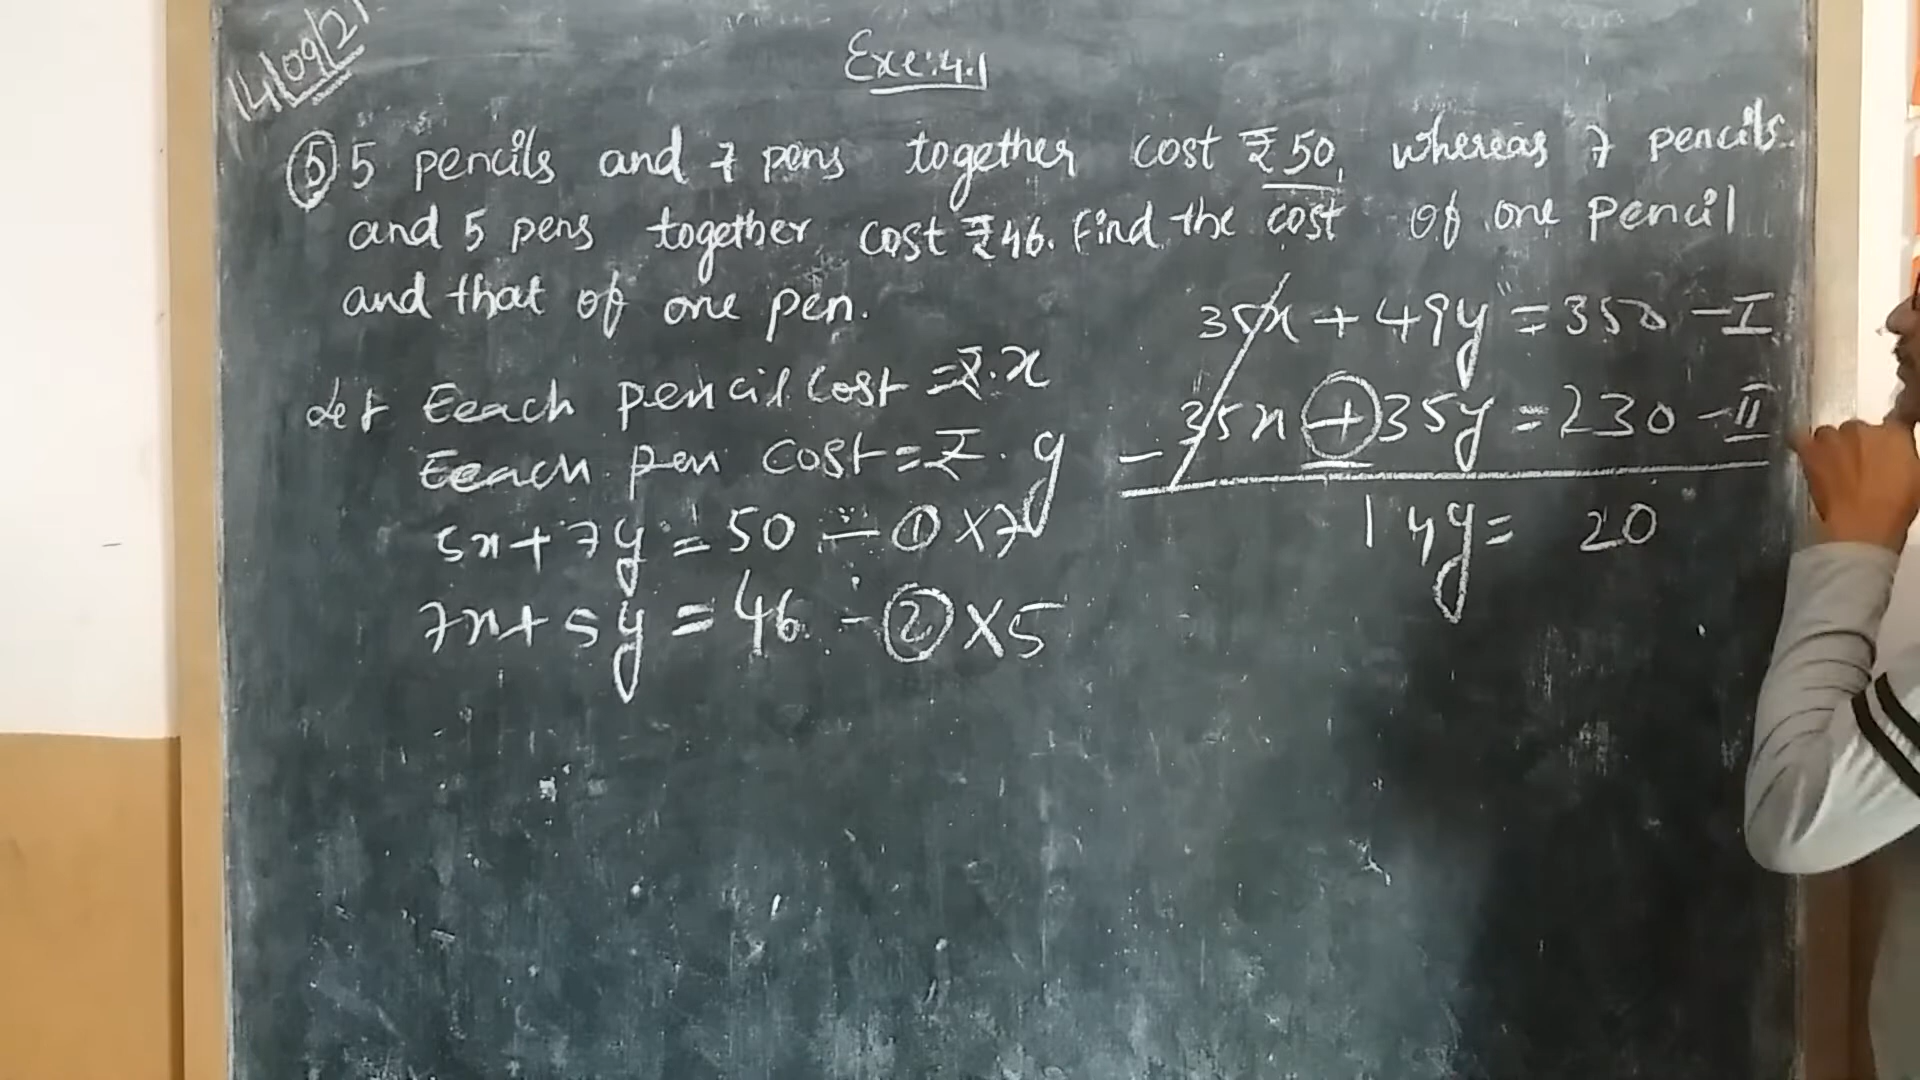 14/09/21
Exe:4.1
⑤ 5 pencils and 7 pens together cost ₹50, whereas 7 pencils
and 5 pens together cost ₹46. Find the cost of one pencil
and that of one pen.
Let Eeach pencil cost = ₹.x
Eeach pen cost = ₹.y
5x+7y=50 - ① X7
7x+5y=46 - ② X5
35x+49y=350 - I
- 35x+35y=230 - II
14y= 20